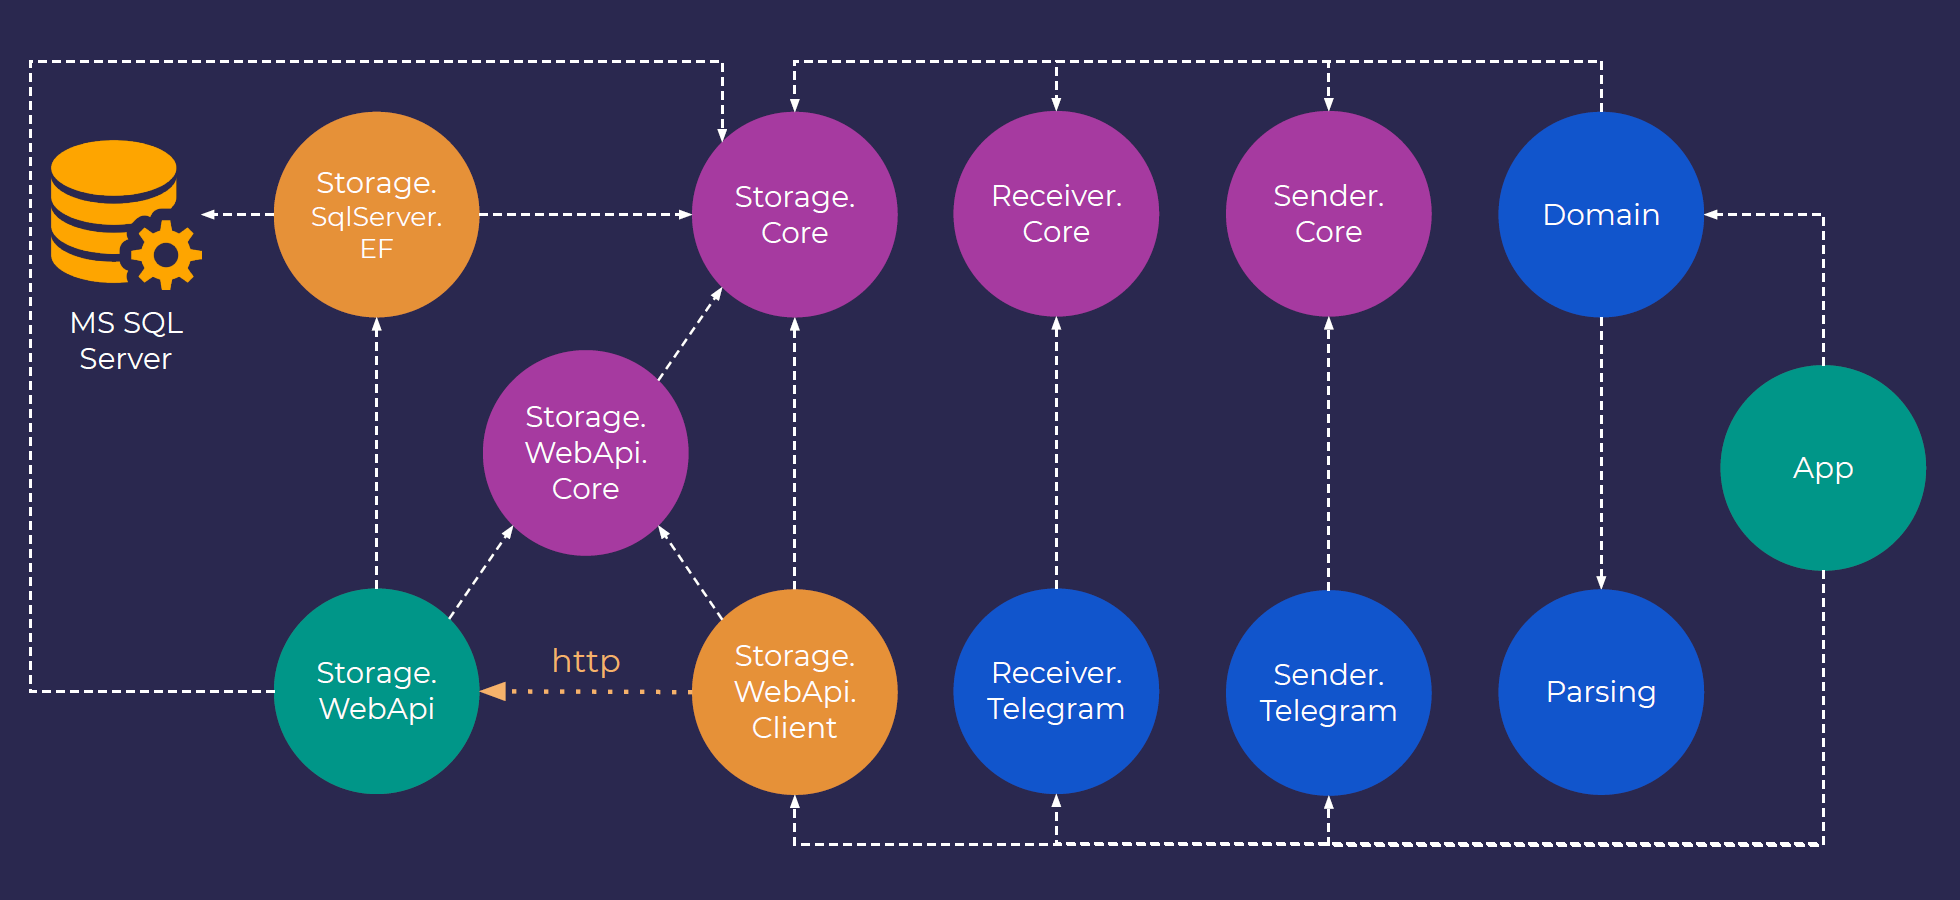 Storage.
SqlServer.
EF
Storage.
Core
Receiver.
Core
Sender.
Core
Domain
MS SQL
Server
Storage.
WebApi.
Core
App
Storage.
WebApi
http
Storage.
WebApi.
Client
Receiver.
Telegram
Sender.
Telegram
Parsing